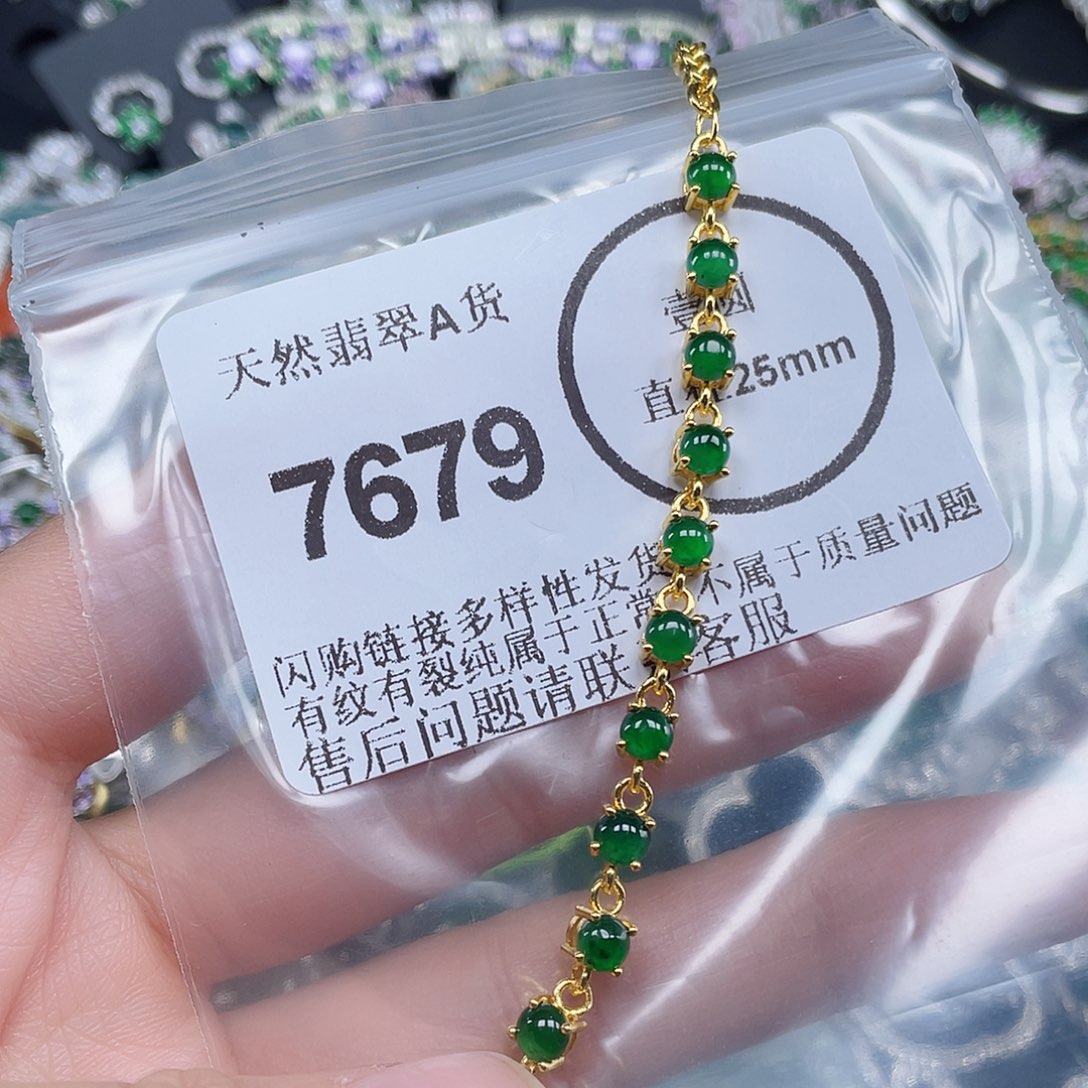 天然翡翠A货
7679
壹圆
直 25mm
闪购链接多样性发货 不属于质量问题
有纹有裂纯属于正常
售后问题请联 客服